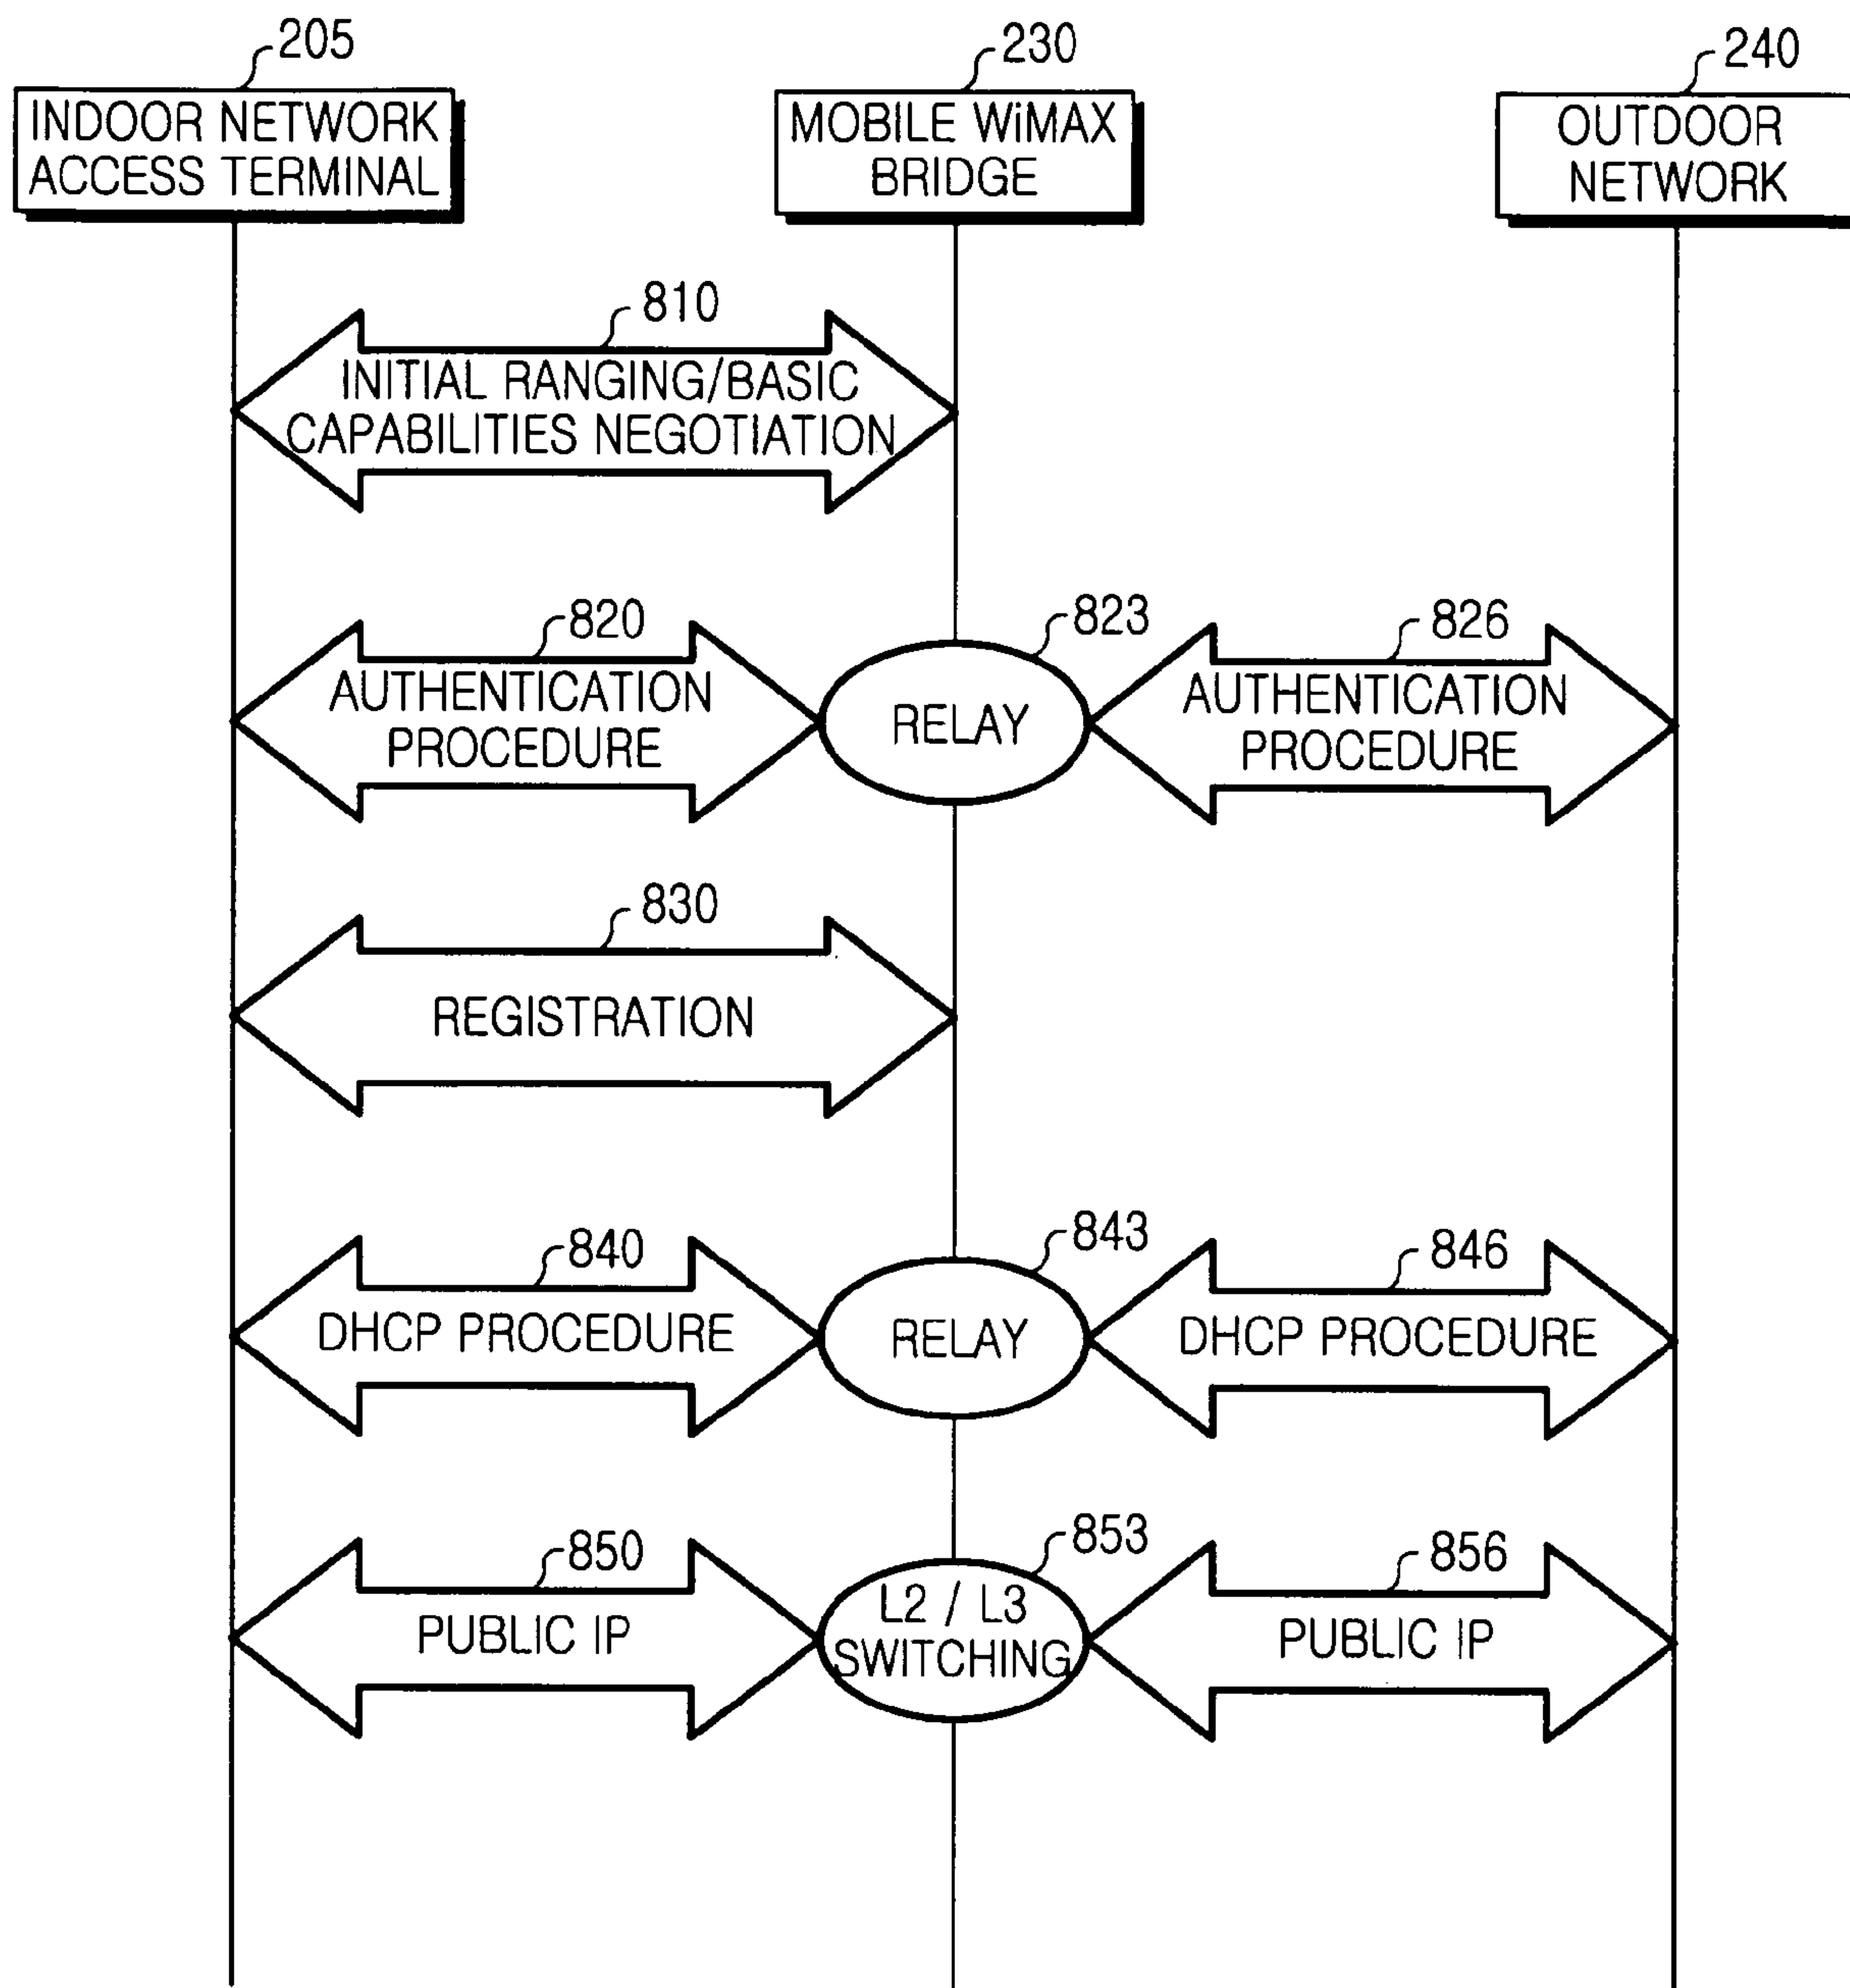 205
230
240
INDOOR NETWORK
ACCESS TERMINAL
MOBILE WiMAX
BRIDGE
OUTDOOR
NETWORK
810
INITIAL RANGING/BASIC
CAPABILITIES NEGOTIATION
820
823
826
AUTHENTICATION
PROCEDURE
RELAY
AUTHENTICATION
PROCEDURE
830
REGISTRATION
840
843
846
DHCP PROCEDURE
RELAY
DHCP PROCEDURE
850
853
856
PUBLIC IP
L2 / L3
SWITCHING
PUBLIC IP